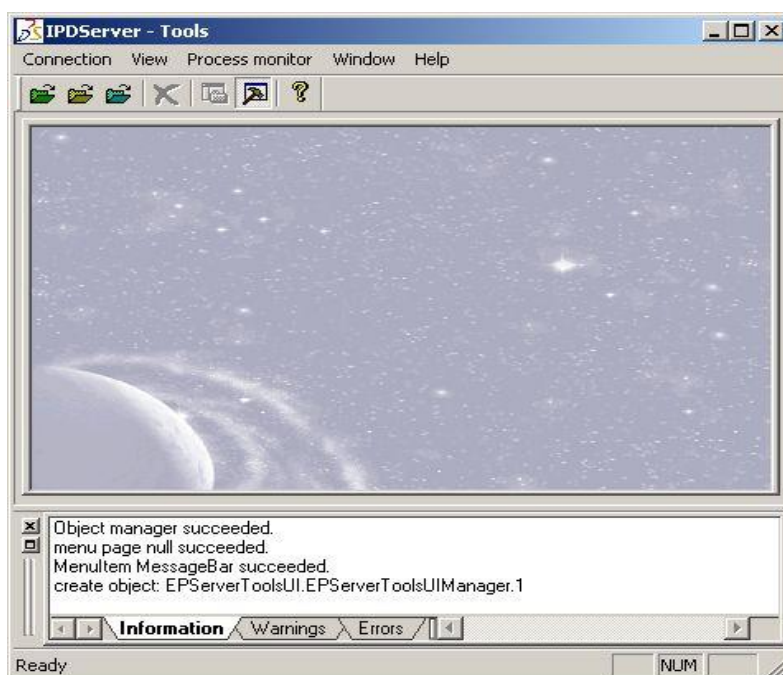 IPDServer - Tools
Connection View Process monitor Window Help
Object manager succeeded.
menu page null succeeded.
MenuItem MessageBar succeeded.
create object: EPServerToolsUI.EPServerToolsUIManager.1
Information Warnings Errors
Ready NUM